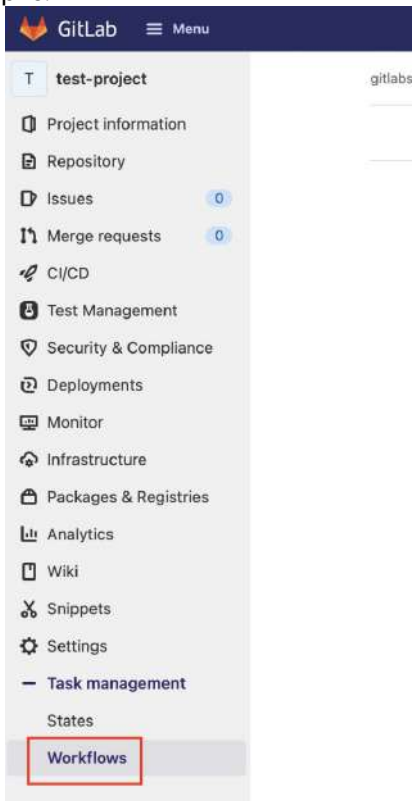 GitLab Menu
T test-project
gitlabs
Project information
Repository
Issues 0
Merge requests 0
CI/CD
Test Management
Security & Compliance
Deployments
Monitor
Infrastructure
Packages & Registries
Analytics
Wiki
Snippets
Settings
Task management
States
Workflows